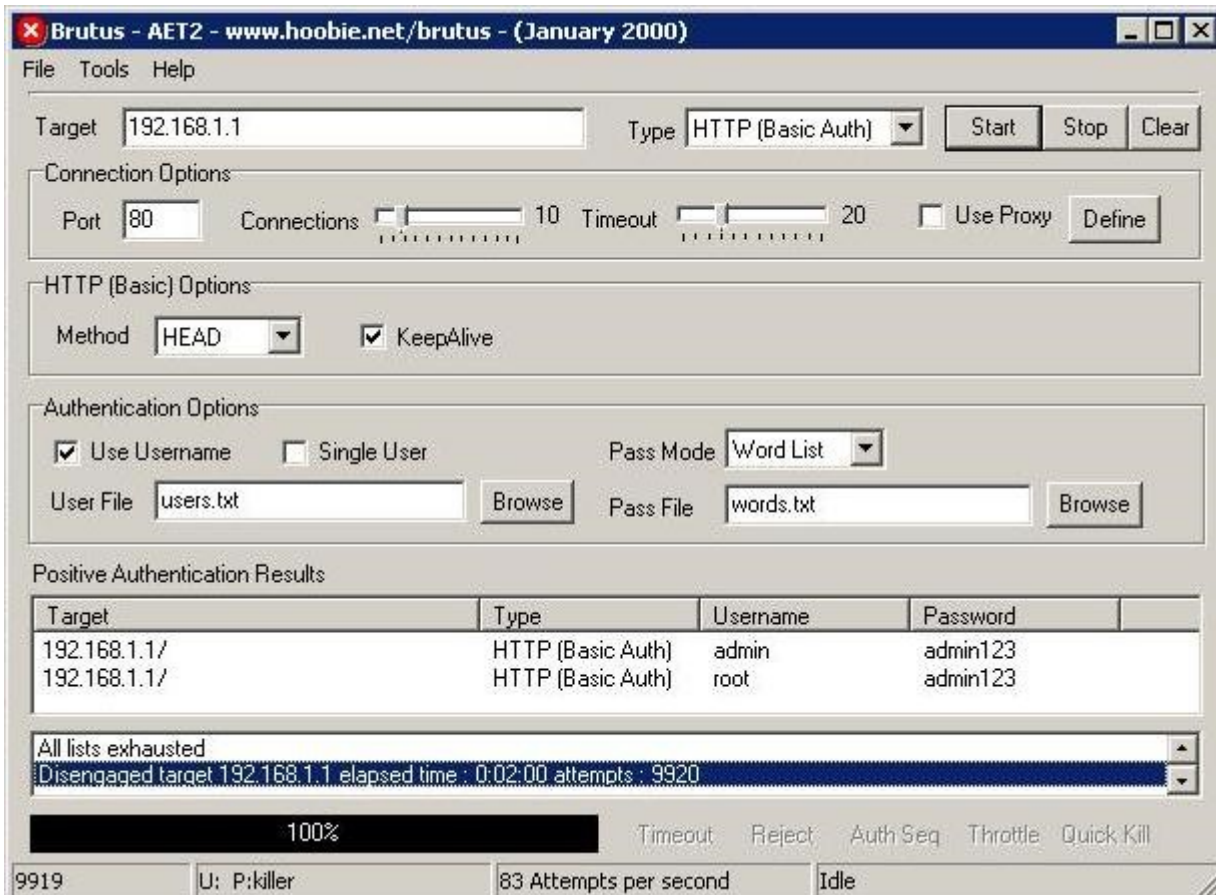 Brutus - AET2 - www.hoobie.net/brutus - (January 2000)
File Tools Help
Target 192.168.1.1 Type HTTP (Basic Auth) Start Stop Clear
Connection Options
Port 80 Connections 10 Timeout 20 Use Proxy Define
HTTP (Basic) Options
Method HEAD KeepAlive
Authentication Options
Use Username Single User Pass Mode Word List
User File users.txt Browse Pass File words.txt Browse
Positive Authentication Results
Target Type Username Password
192.168.1.1/ HTTP (Basic Auth) admin admin123
192.168.1.1/ HTTP (Basic Auth) root admin123
All lists exhausted
Disengaged target 192.168.1.1 elapsed time : 0:02:00 attempts : 9920
100% Timeout Reject Auth Seq Throttle Quick Kill
9919 U: P:killer 83 Attempts per second Idle